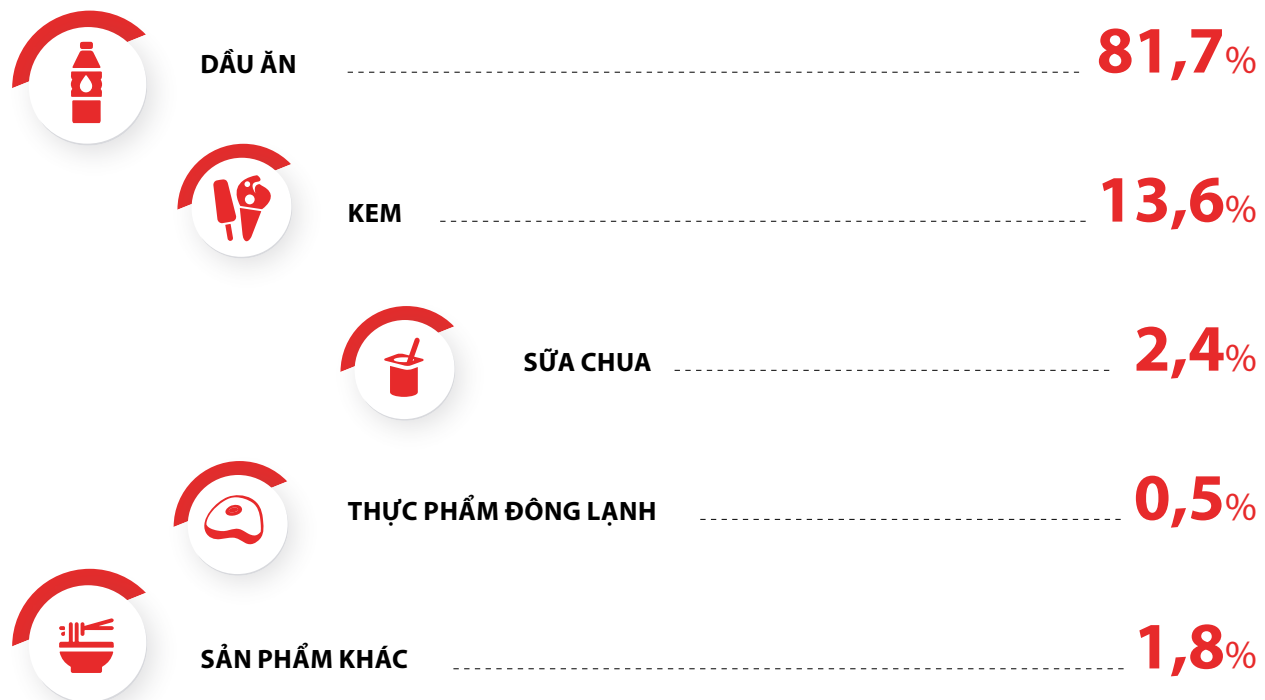 DẦU ĂN 81,7%
KEM 13,6%
SỮA CHUA 2,4%
THỰC PHẨM ĐÔNG LẠNH 0,5%
SẢN PHẨM KHÁC 1,8%